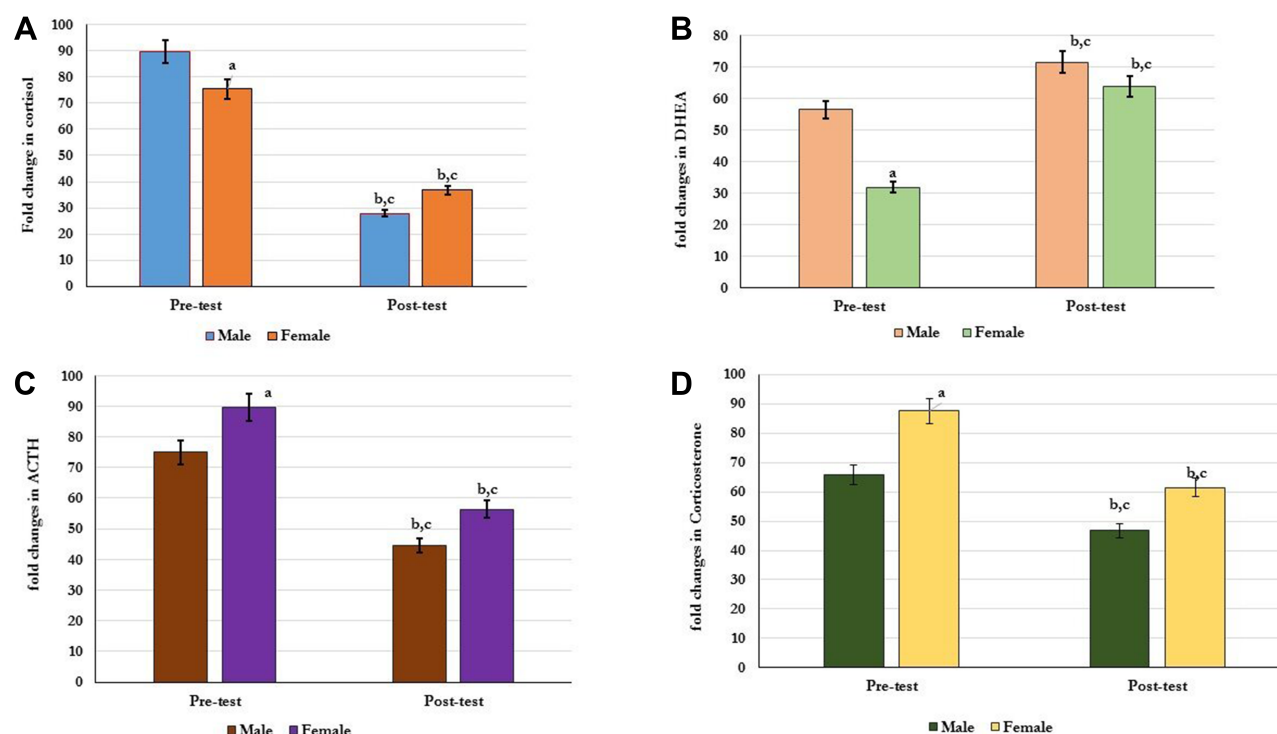 A
Fold change in cortisol
100
90
80
70
60
50
40
30
20
10
0
a
b,c
b,c
Pre-test
Post-test
Male Female
B
fold changes in DHEA
80
70
60
50
40
30
20
10
0
a
b,c
b,c
Pre-test
Post-test
Male Female
C
fold changes in ACTH
100
90
80
70
60
50
40
30
20
10
0
a
b,c
b,c
Pre-test
Post-test
Male Female
D
fold changes in Corticosterone
100
90
80
70
60
50
40
30
20
10
0
a
b,c
b,c
Pre-test
Post-test
Male Female